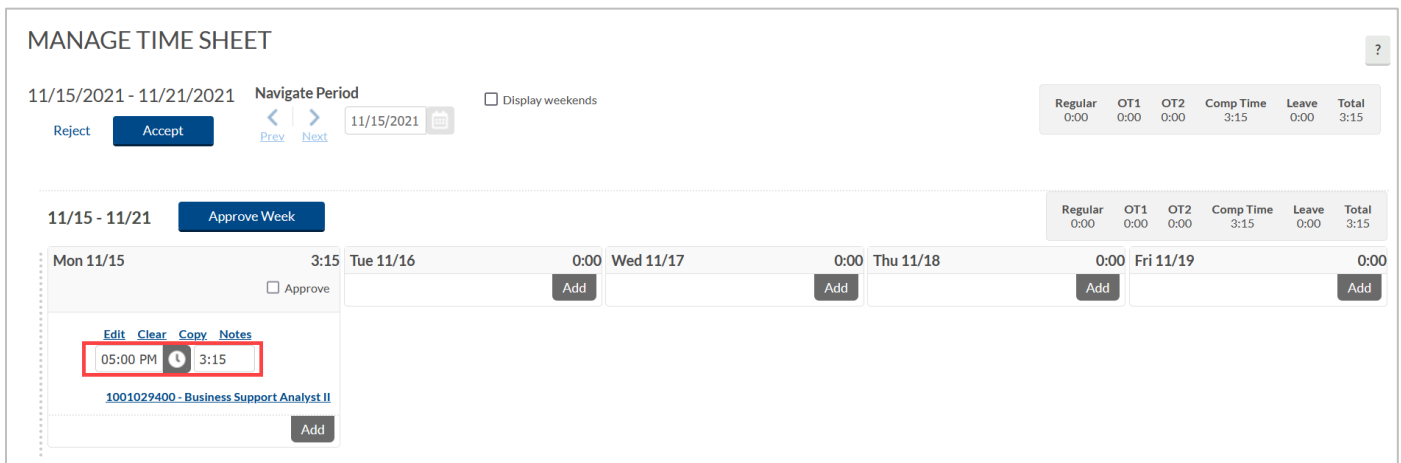 MANAGE TIME SHEET
?
11/15/2021 - 11/21/2021 Navigate Period
Prev Next 11/15/2021
Display weekends
Reject Accept
Regular OT1 OT2 Comp Time Leave Total
0:00 0:00 0:00 3:15 0:00 3:15
11/15 - 11/21 Approve Week
Regular OT1 OT2 Comp Time Leave Total
0:00 0:00 0:00 3:15 0:00 3:15
Mon 11/15 3:15 Tue 11/16 0:00 Wed 11/17 0:00 Thu 11/18 0:00 Fri 11/19 0:00
Approve Add Add Add Add
Edit Clear Copy Notes
05:00 PM 3:15
1001029400 - Business Support Analyst II
Add